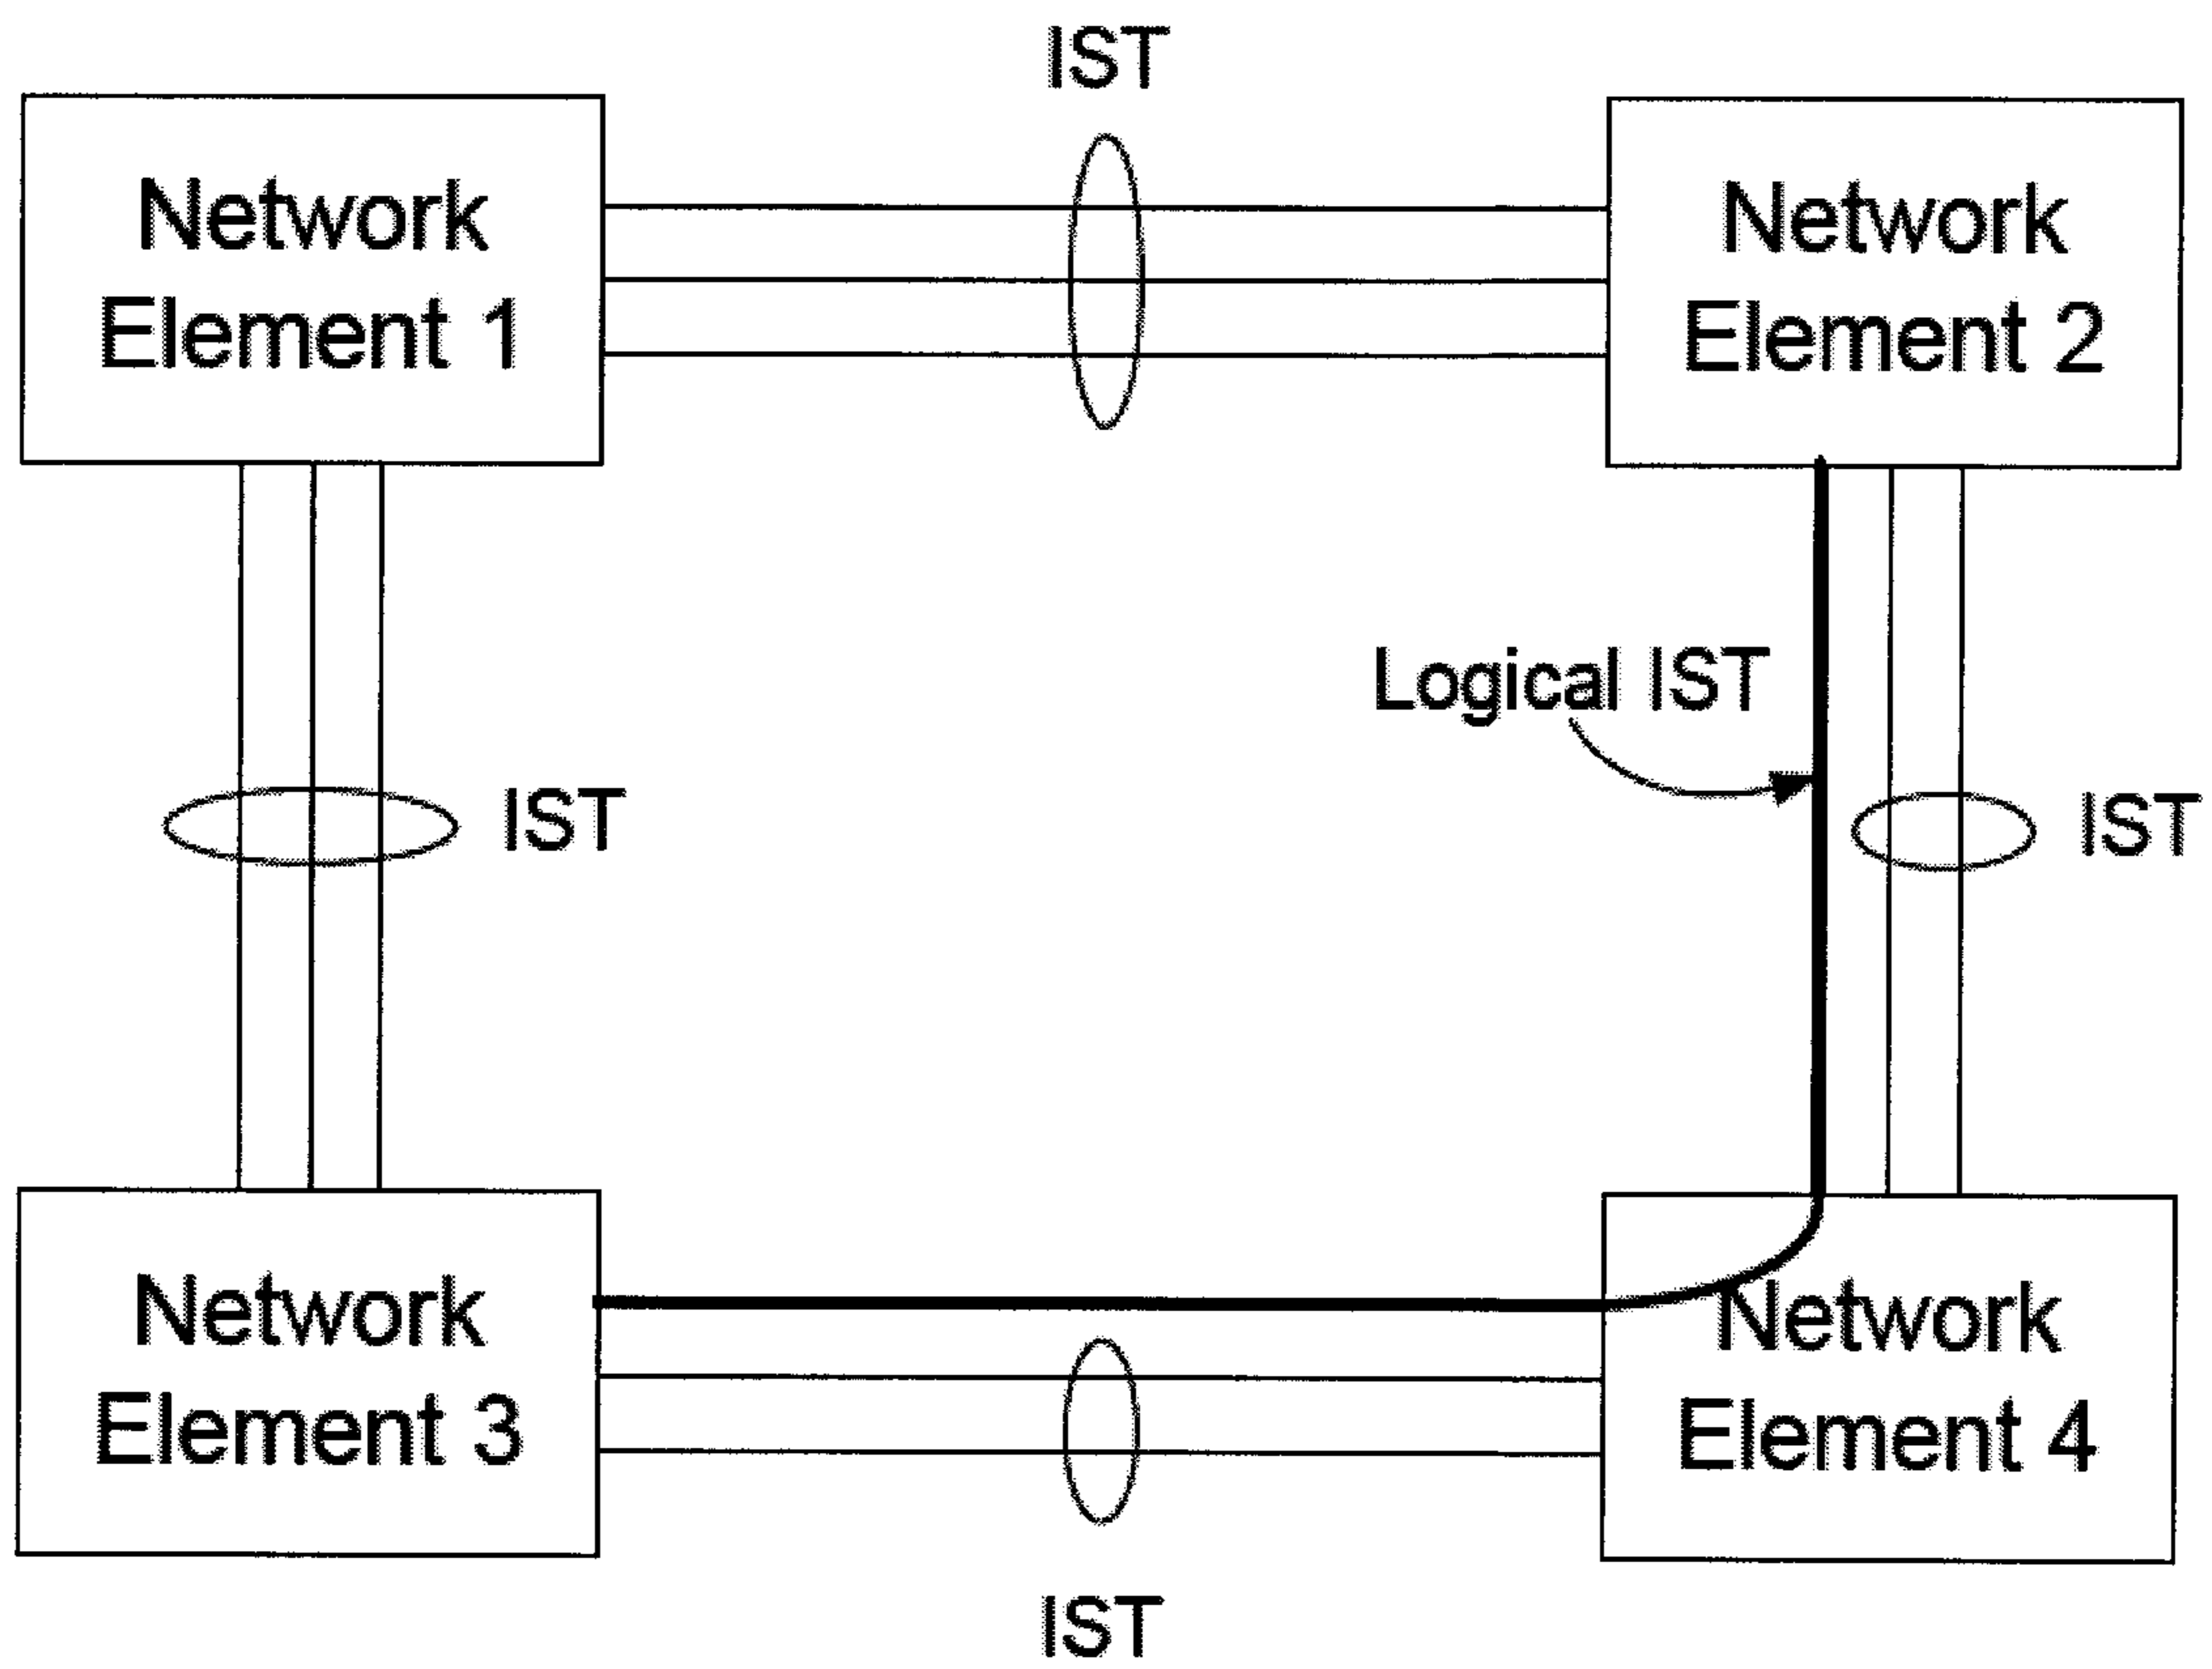 IST
Network
Element 1
Network
Element 2
Logical IST
IST
IST
Network
Element 3
Network
Element 4
IST